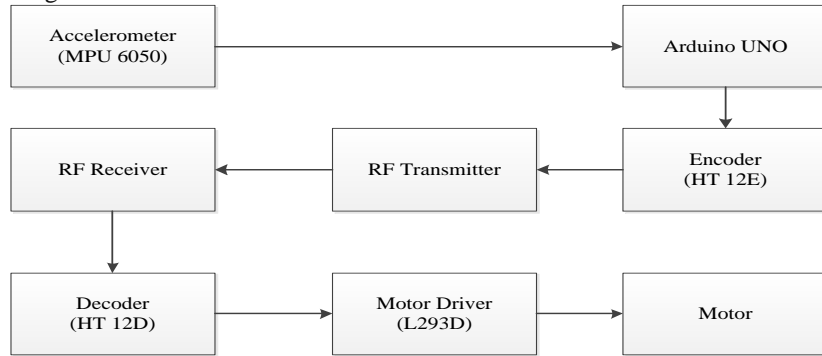 Accelerometer
(MPU 6050)
Arduino UNO
RF Receiver
RF Transmitter
Encoder
(HT 12E)
Decoder
(HT 12D)
Motor Driver
(L293D)
Motor